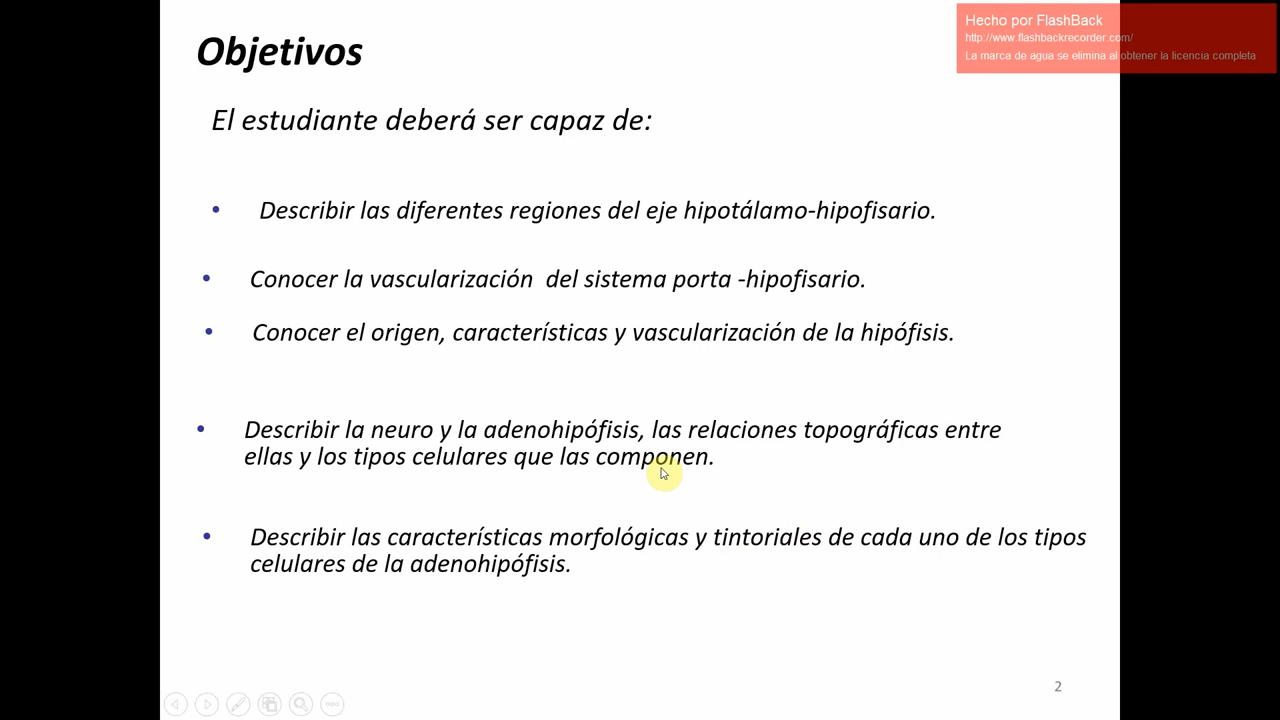 Objetivos
Hecho por FlashBack
http://www.flashbackrecorder.com/
La marca de agua se elimina al obtener la licencia completa
El estudiante deberá ser capaz de:
• Describir las diferentes regiones del eje hipotálamo-hipofisario.
• Conocer la vascularización del sistema porta -hipofisario.
• Conocer el origen, características y vascularización de la hipófisis.
• Describir la neuro y la adenohipófisis, las relaciones topográficas entre
ellas y los tipos celulares que las componen.
• Describir las características morfológicas y tintoriales de cada uno de los tipos
celulares de la adenohipófisis.
2